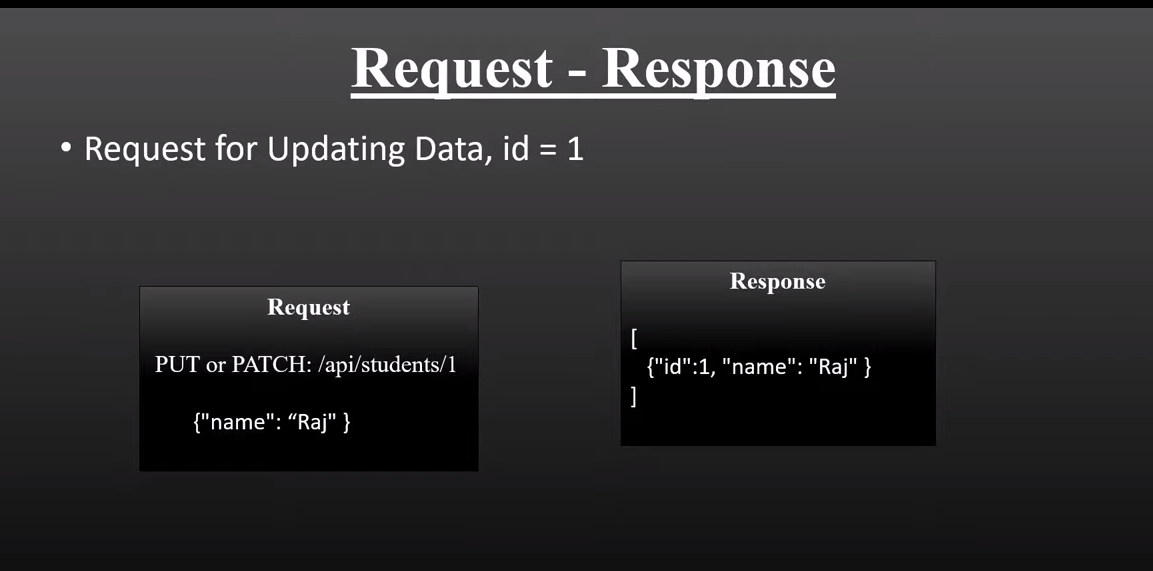 Request - Response
• Request for Updating Data, id = 1
Request
PUT or PATCH: /api/students/1
{"name": “Raj" }
Response
[
{"id":1, "name": "Raj" }
]